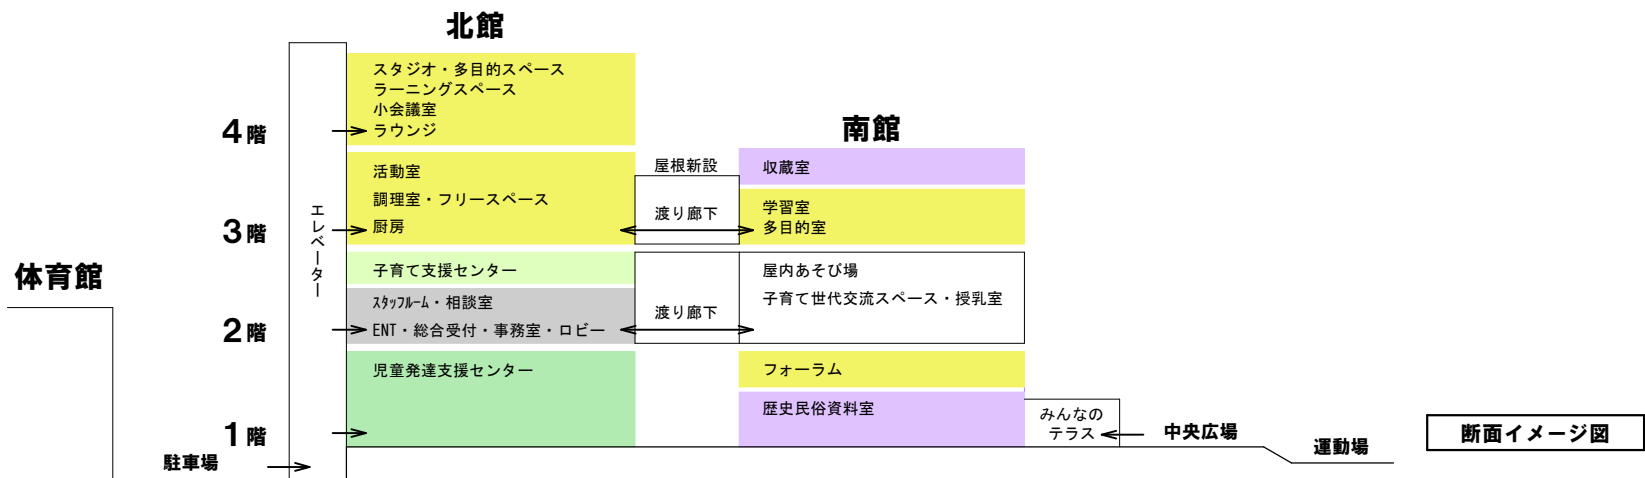 北館
スタジオ・多目的スペース
ラーニングスペース
小会議室
ラウンジ
4階
南館
活動室
調理室・フリースペース
厨房
3階
屋根新設
渡り廊下
収蔵室
学習室
多目的室
エレベーター
体育館
子育て支援センター
スタッフルーム・相談室
ENT・総合受付・事務室・ロビー
2階
渡り廊下
屋内あそび場
子育て世代交流スペース・授乳室
児童発達支援センター
1階
フォーラム
歴史民俗資料室
みんなの
テラス
中央広場
運動場
駐車場
断面イメージ図